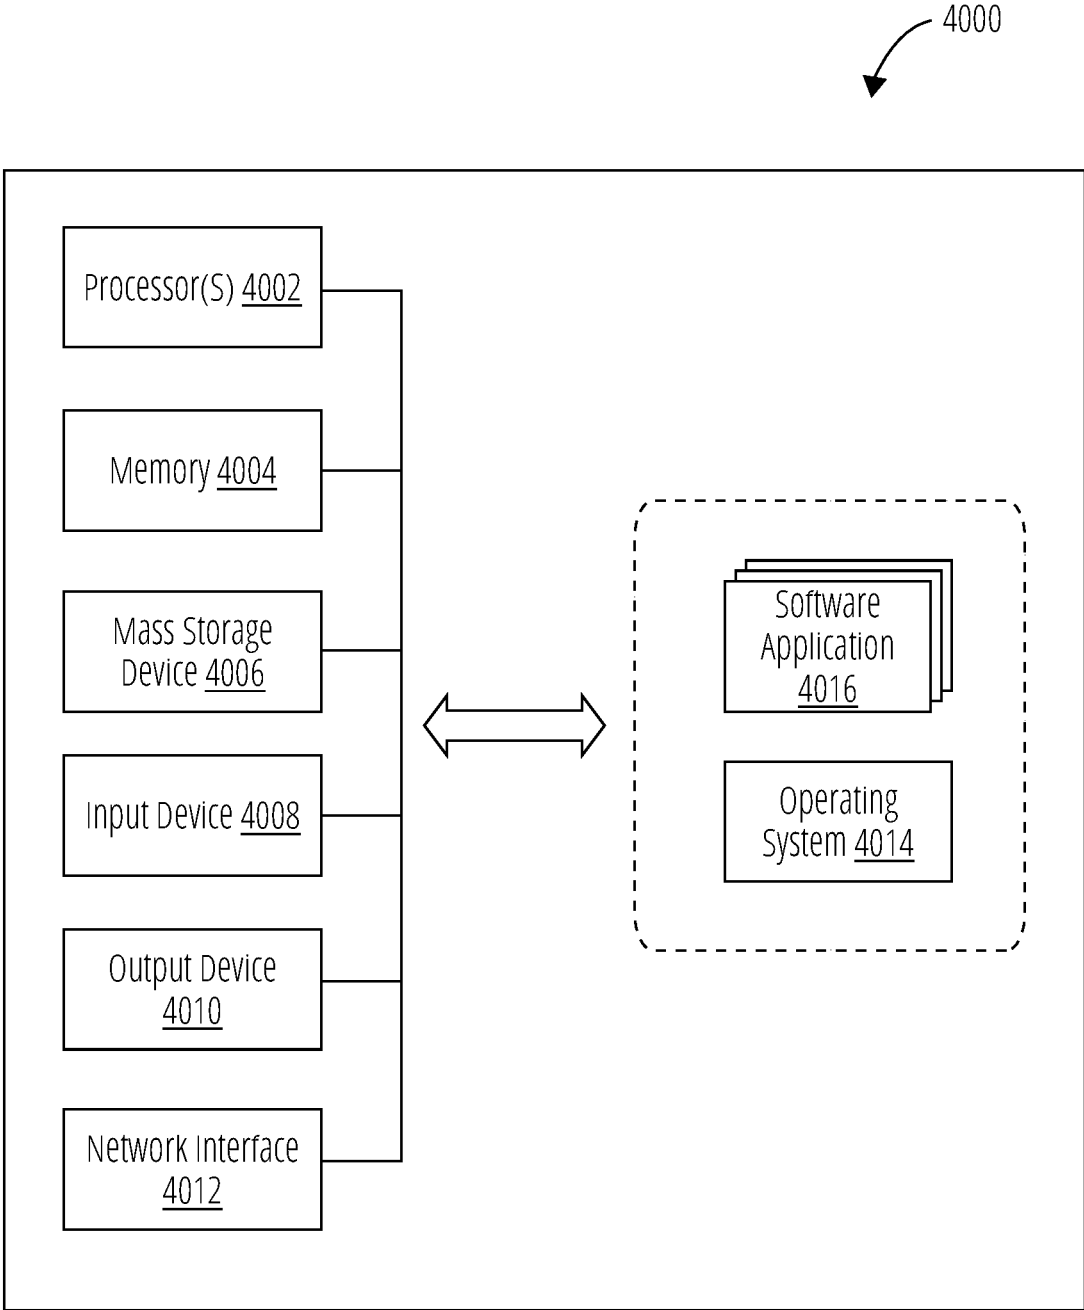 4000
Processor(S) 4002
Memory 4004
Mass Storage
Device 4006
Input Device 4008
Output Device
4010
Network Interface
4012
Software
Application
4016
Operating
System 4014